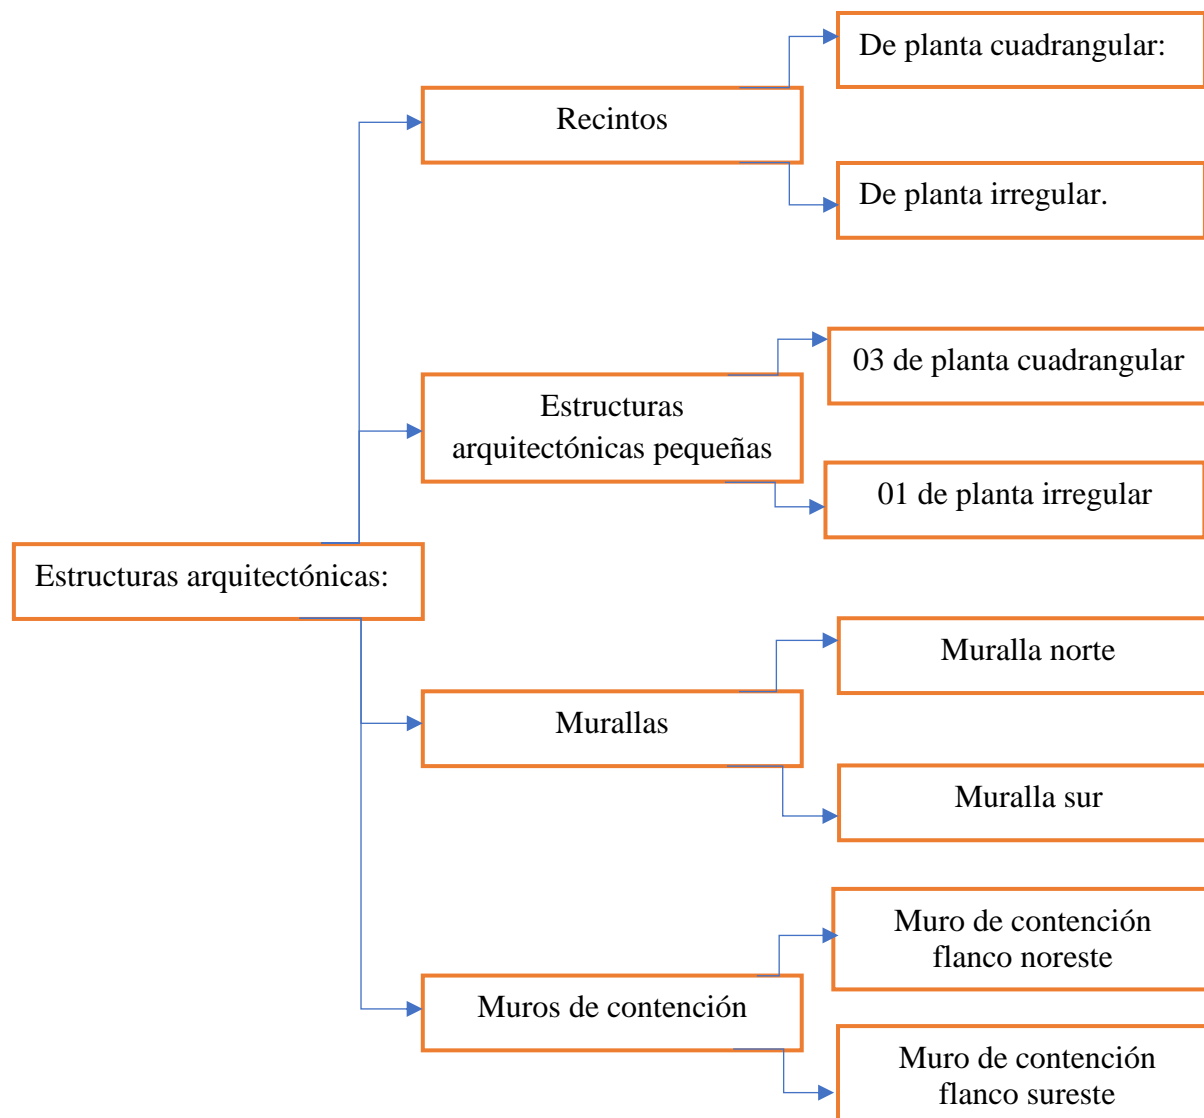 De planta cuadrangular:
Recintos
De planta irregular.
03 de planta cuadrangular
Estructuras
arquitectónicas pequeñas
01 de planta irregular
Estructuras arquitectónicas:
Muralla norte
Murallas
Muralla sur
Muro de contención
flanco noreste
Muros de contención
Muro de contención
flanco sureste